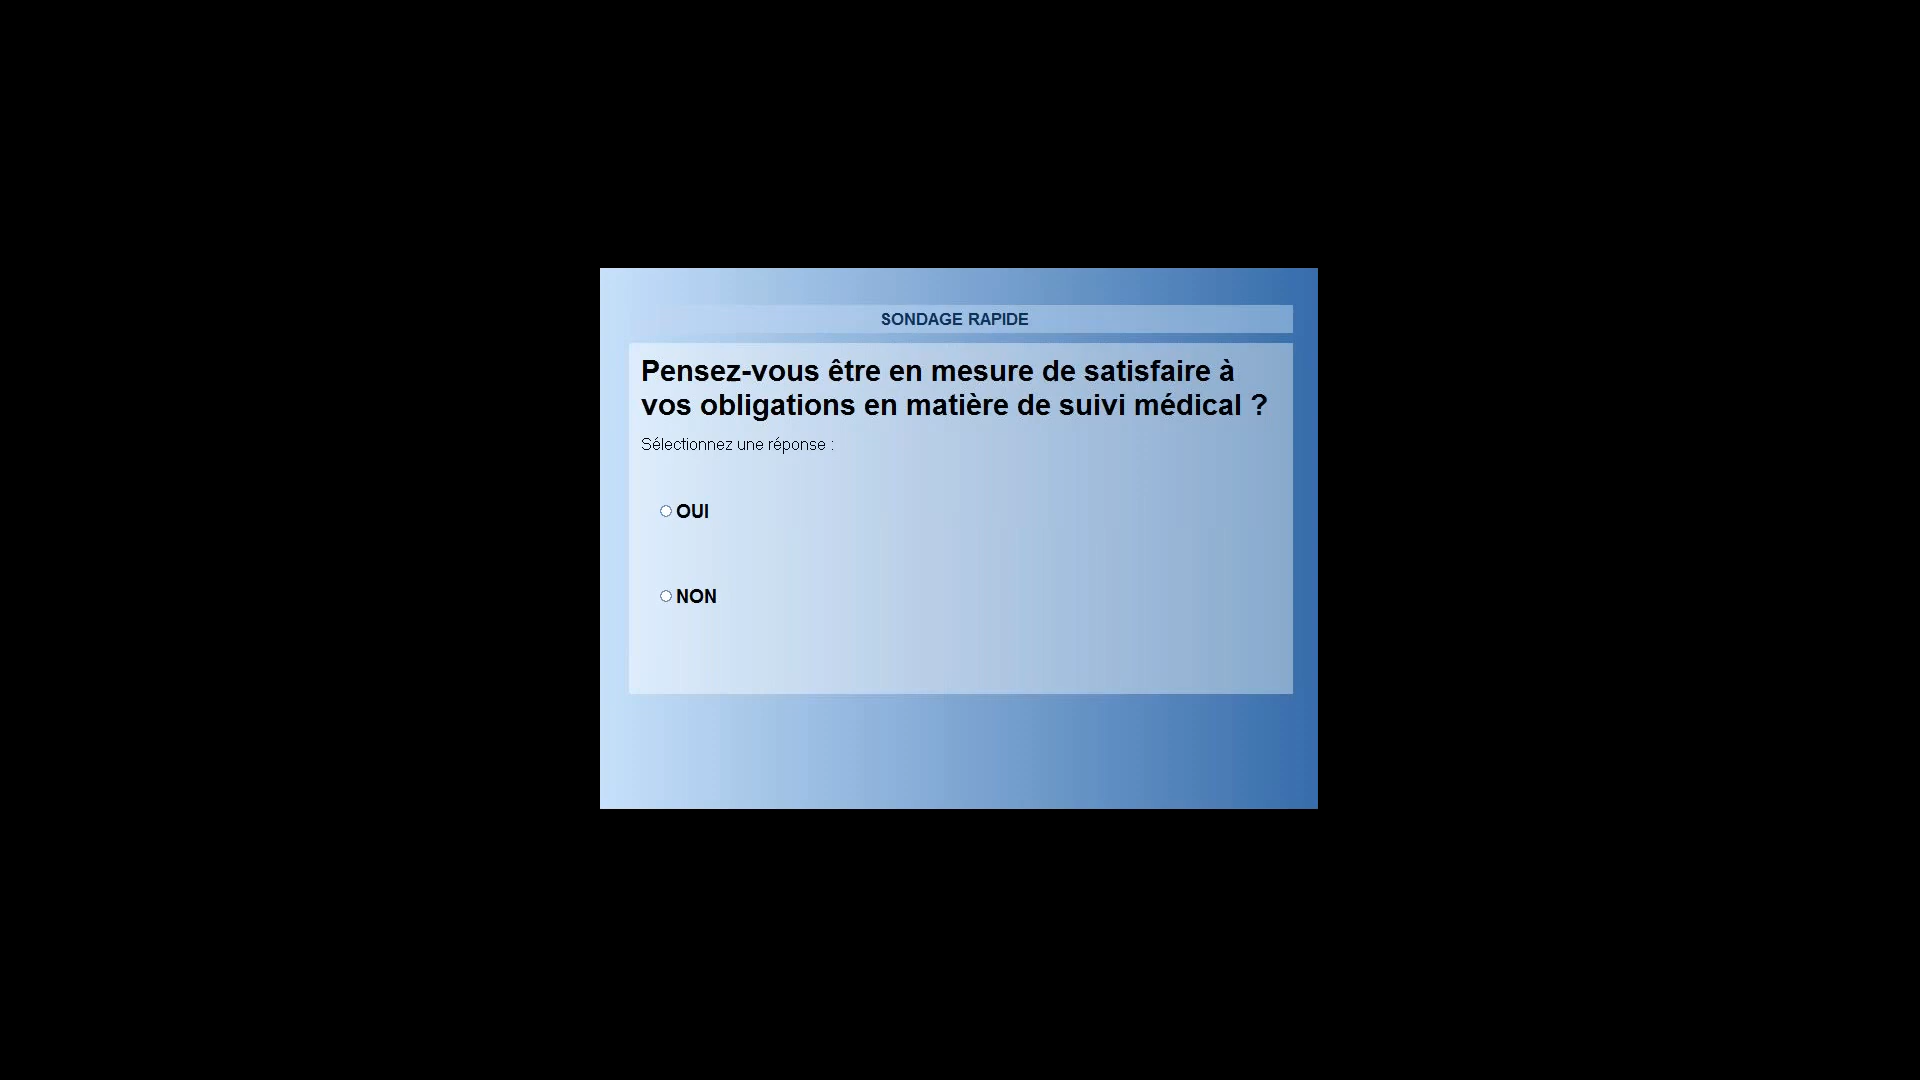 SONDAGE RAPIDE
Pensez-vous être en mesure de satisfaire à
vos obligations en matière de suivi médical ?
Sélectionnez une réponse :
OUI
NON